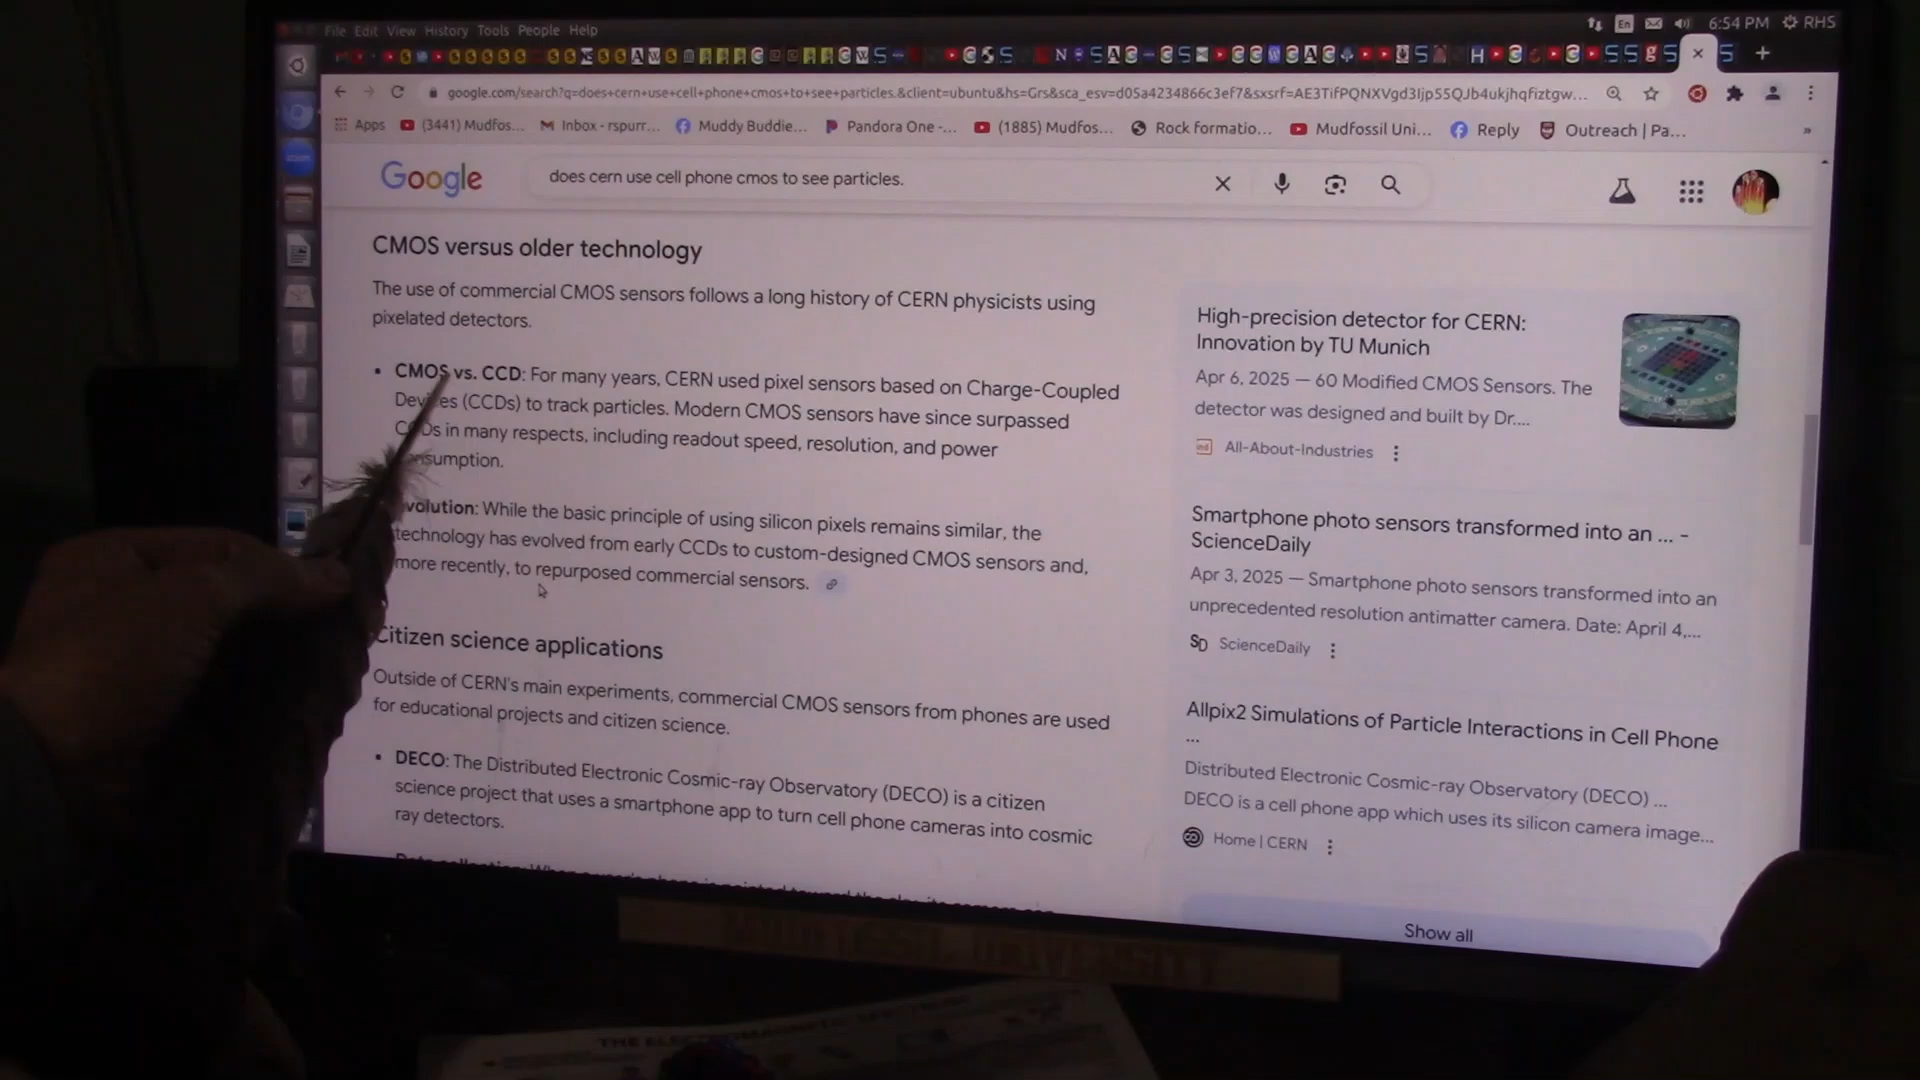 File Edit View History Tools People Help
En 6:54 PM RHS
google.com/search?q=does+cern+use+cell+phone+cmos+to+see+particles.&client=ubuntu&hs=Grs&sca_esv=d05a4234866c3ef7&sxsrf=
Apps (3441) Mudfos... Inbox - rspurr... Muddy Buddie... Pandora One -... (1885) Mudfos... Rock formatio... Mudfossil Uni... Reply Outreach | Pa... »
Google does cern use cell phone cmos to see particles.
CMOS versus older technology
The use of commercial CMOS sensors follows a long history of CERN physicists using
pixelated detectors.
• CMOS vs. CCD: For many years, CERN used pixel sensors based on Charge-Coupled
(CCDs) to track particles. Modern CMOS sensors have since surpassed
in many respects, including readout speed, resolution, and power
volution: While the basic principle of using silicon pixels remains similar, the
technology has evolved from early CCDs to custom-designed CMOS sensors and,
more recently, to repurposed commercial sensors.
Citizen science applications
Outside of CERN's main experiments, commercial CMOS sensors from phones are used
for educational projects and citizen science.
• DECO: The Distributed Electronic Cosmic-ray Observatory (DECO) is a citizen
science project that uses a smartphone app to turn cell phone cameras into cosmic
ray detectors.
High-precision detector for CERN:
Innovation by TU Munich
Apr 6, 2025 — 60 Modified CMOS Sensors. The
detector was designed and built by Dr....
All-About-Industries
Smartphone photo sensors transformed into an ... -
ScienceDaily
Apr 3, 2025 — Smartphone photo sensors transformed into an
unprecedented resolution antimatter camera. Date: April 4,...
SD ScienceDaily
Allpix2 Simulations of Particle Interactions in Cell Phone
...
Distributed Electronic Cosmic-ray Observatory (DECO) ...
DECO is a cell phone app which uses its silicon camera image...
Home | CERN
Show all
MUDFOSSIL UNIVERSITY
THE ELECTROMAGNETIC SPECTRUM